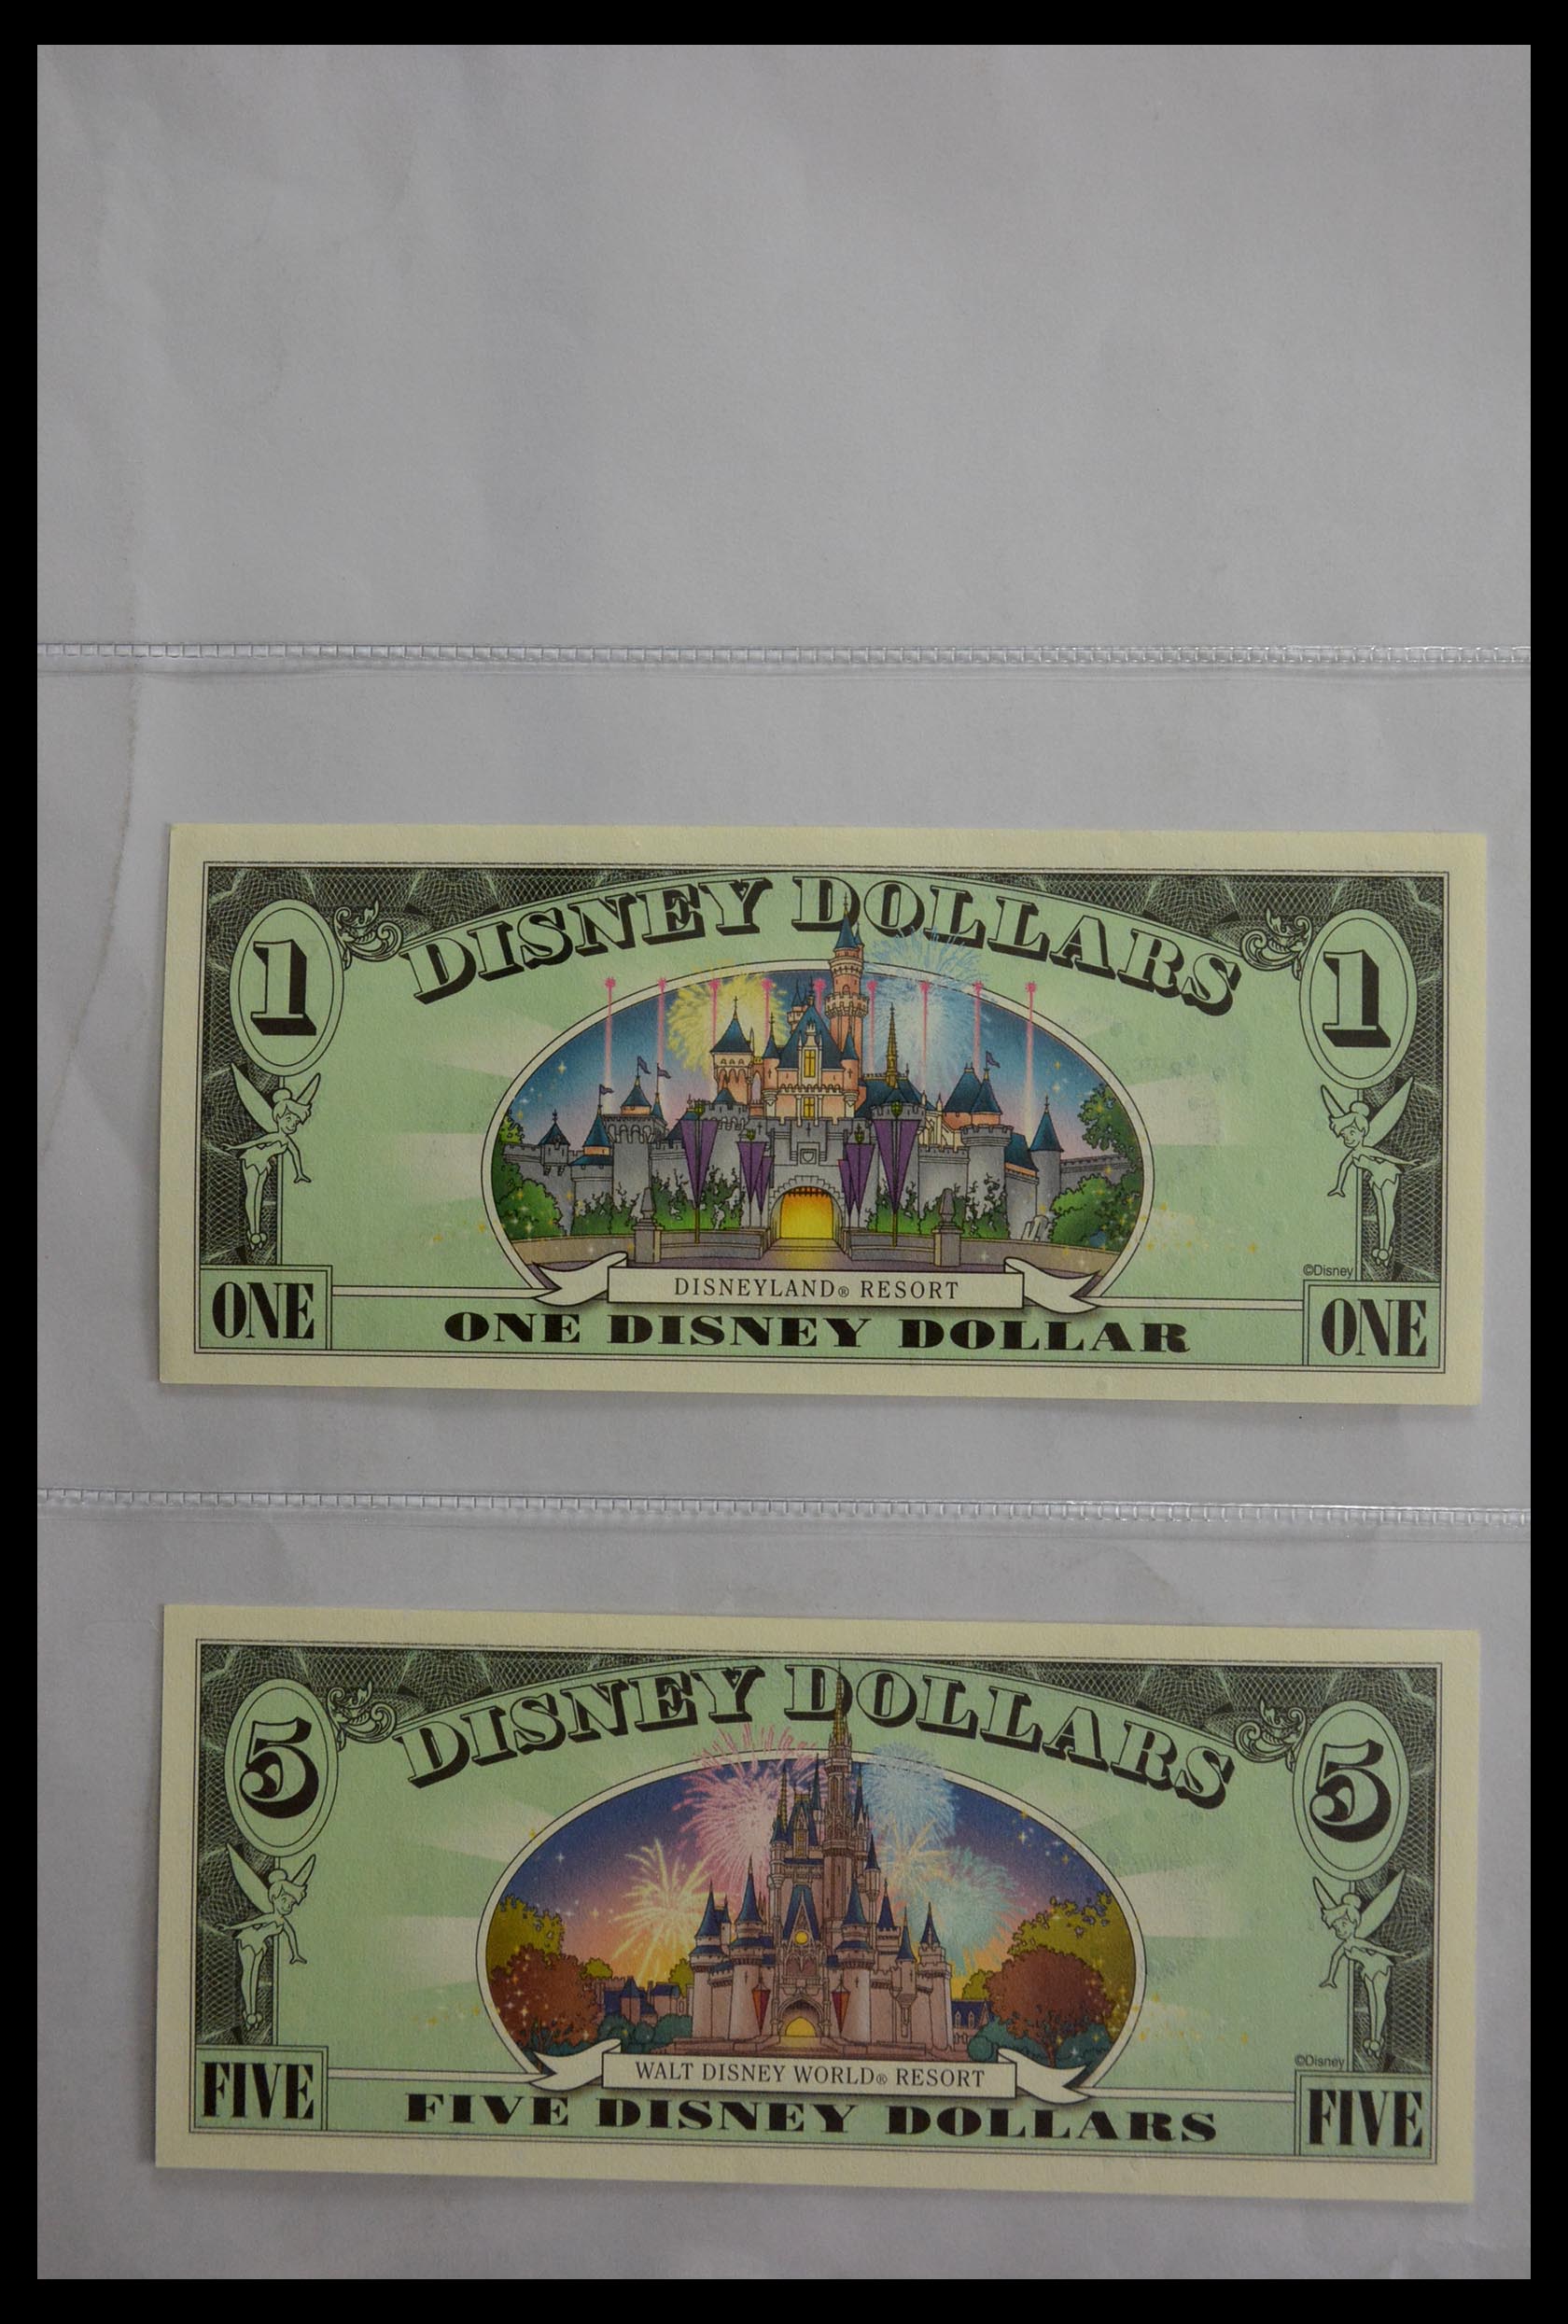 DISNEY DOLLARS
1 1
DISNEYLAND® RESORT
©Disney
ONE ONE DISNEY DOLLAR ONE
DISNEY DOLLARS
5 5
WALT DISNEY WORLD® RESORT
©Disney
FIVE FIVE DISNEY DOLLARS FIVE